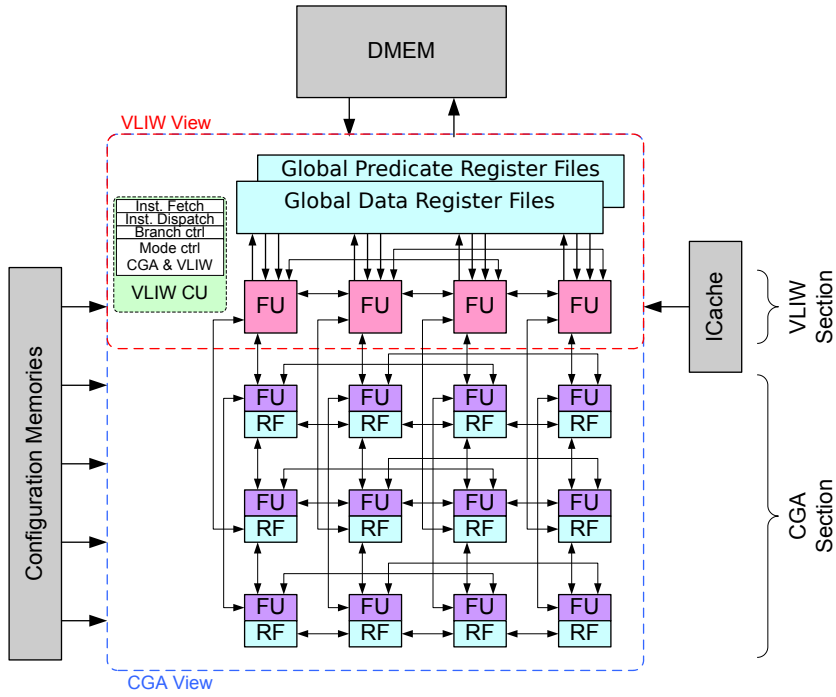 DMEM
VLIW View
Global Predicate Register Files
Global Data Register Files
Inst. Fetch
Inst. Dispatch
Branch ctrl
Mode ctrl
CGA & VLIW
VLIW CU
FU
FU
FU
FU
ICache
VLIW
Section
Configuration Memories
FU
FU
FU
FU
RF
RF
RF
RF
FU
FU
FU
FU
RF
RF
RF
RF
CGA
Section
FU
FU
FU
FU
RF
RF
RF
RF
CGA View